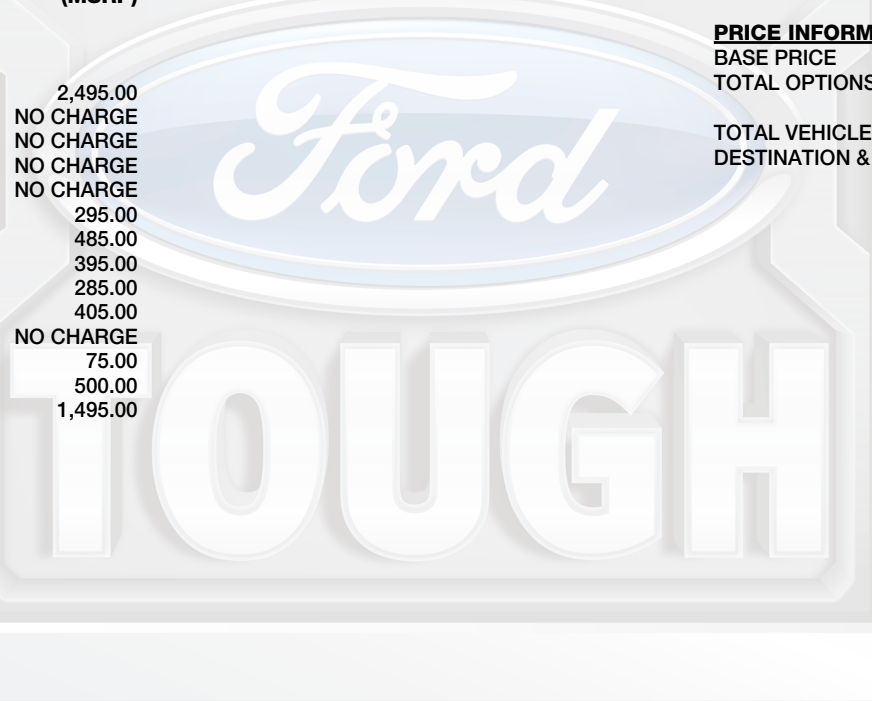 (MSRP)
2,495.00
NO CHARGE
NO CHARGE
NO CHARGE
NO CHARGE
295.00
485.00
395.00
285.00
405.00
NO CHARGE
75.00
500.00
1,495.00
PRICE INFORM
BASE PRICE
TOTAL OPTIONS
TOTAL VEHICLE
DESTINATION &
Ford
TOUGH